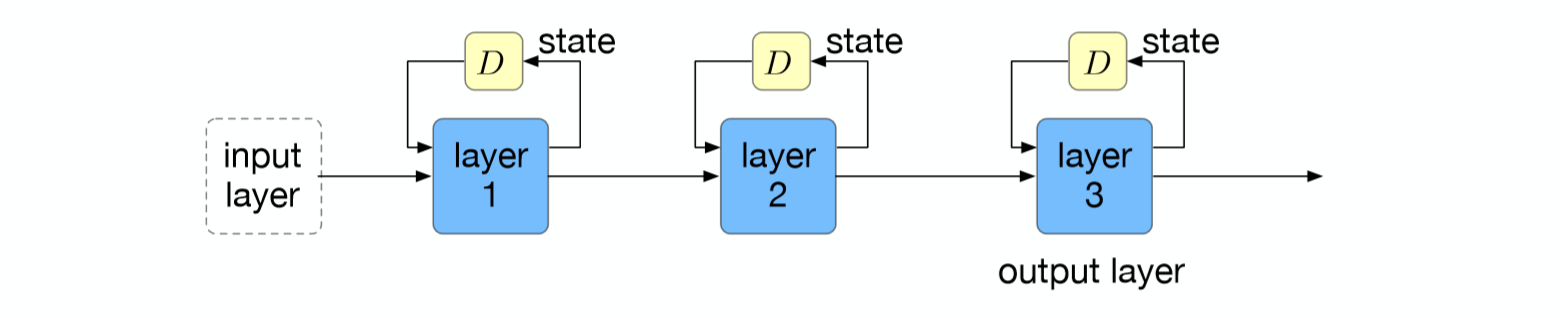 D
state
D
state
D
state
input
layer
layer
1
layer
2
layer
3
output layer